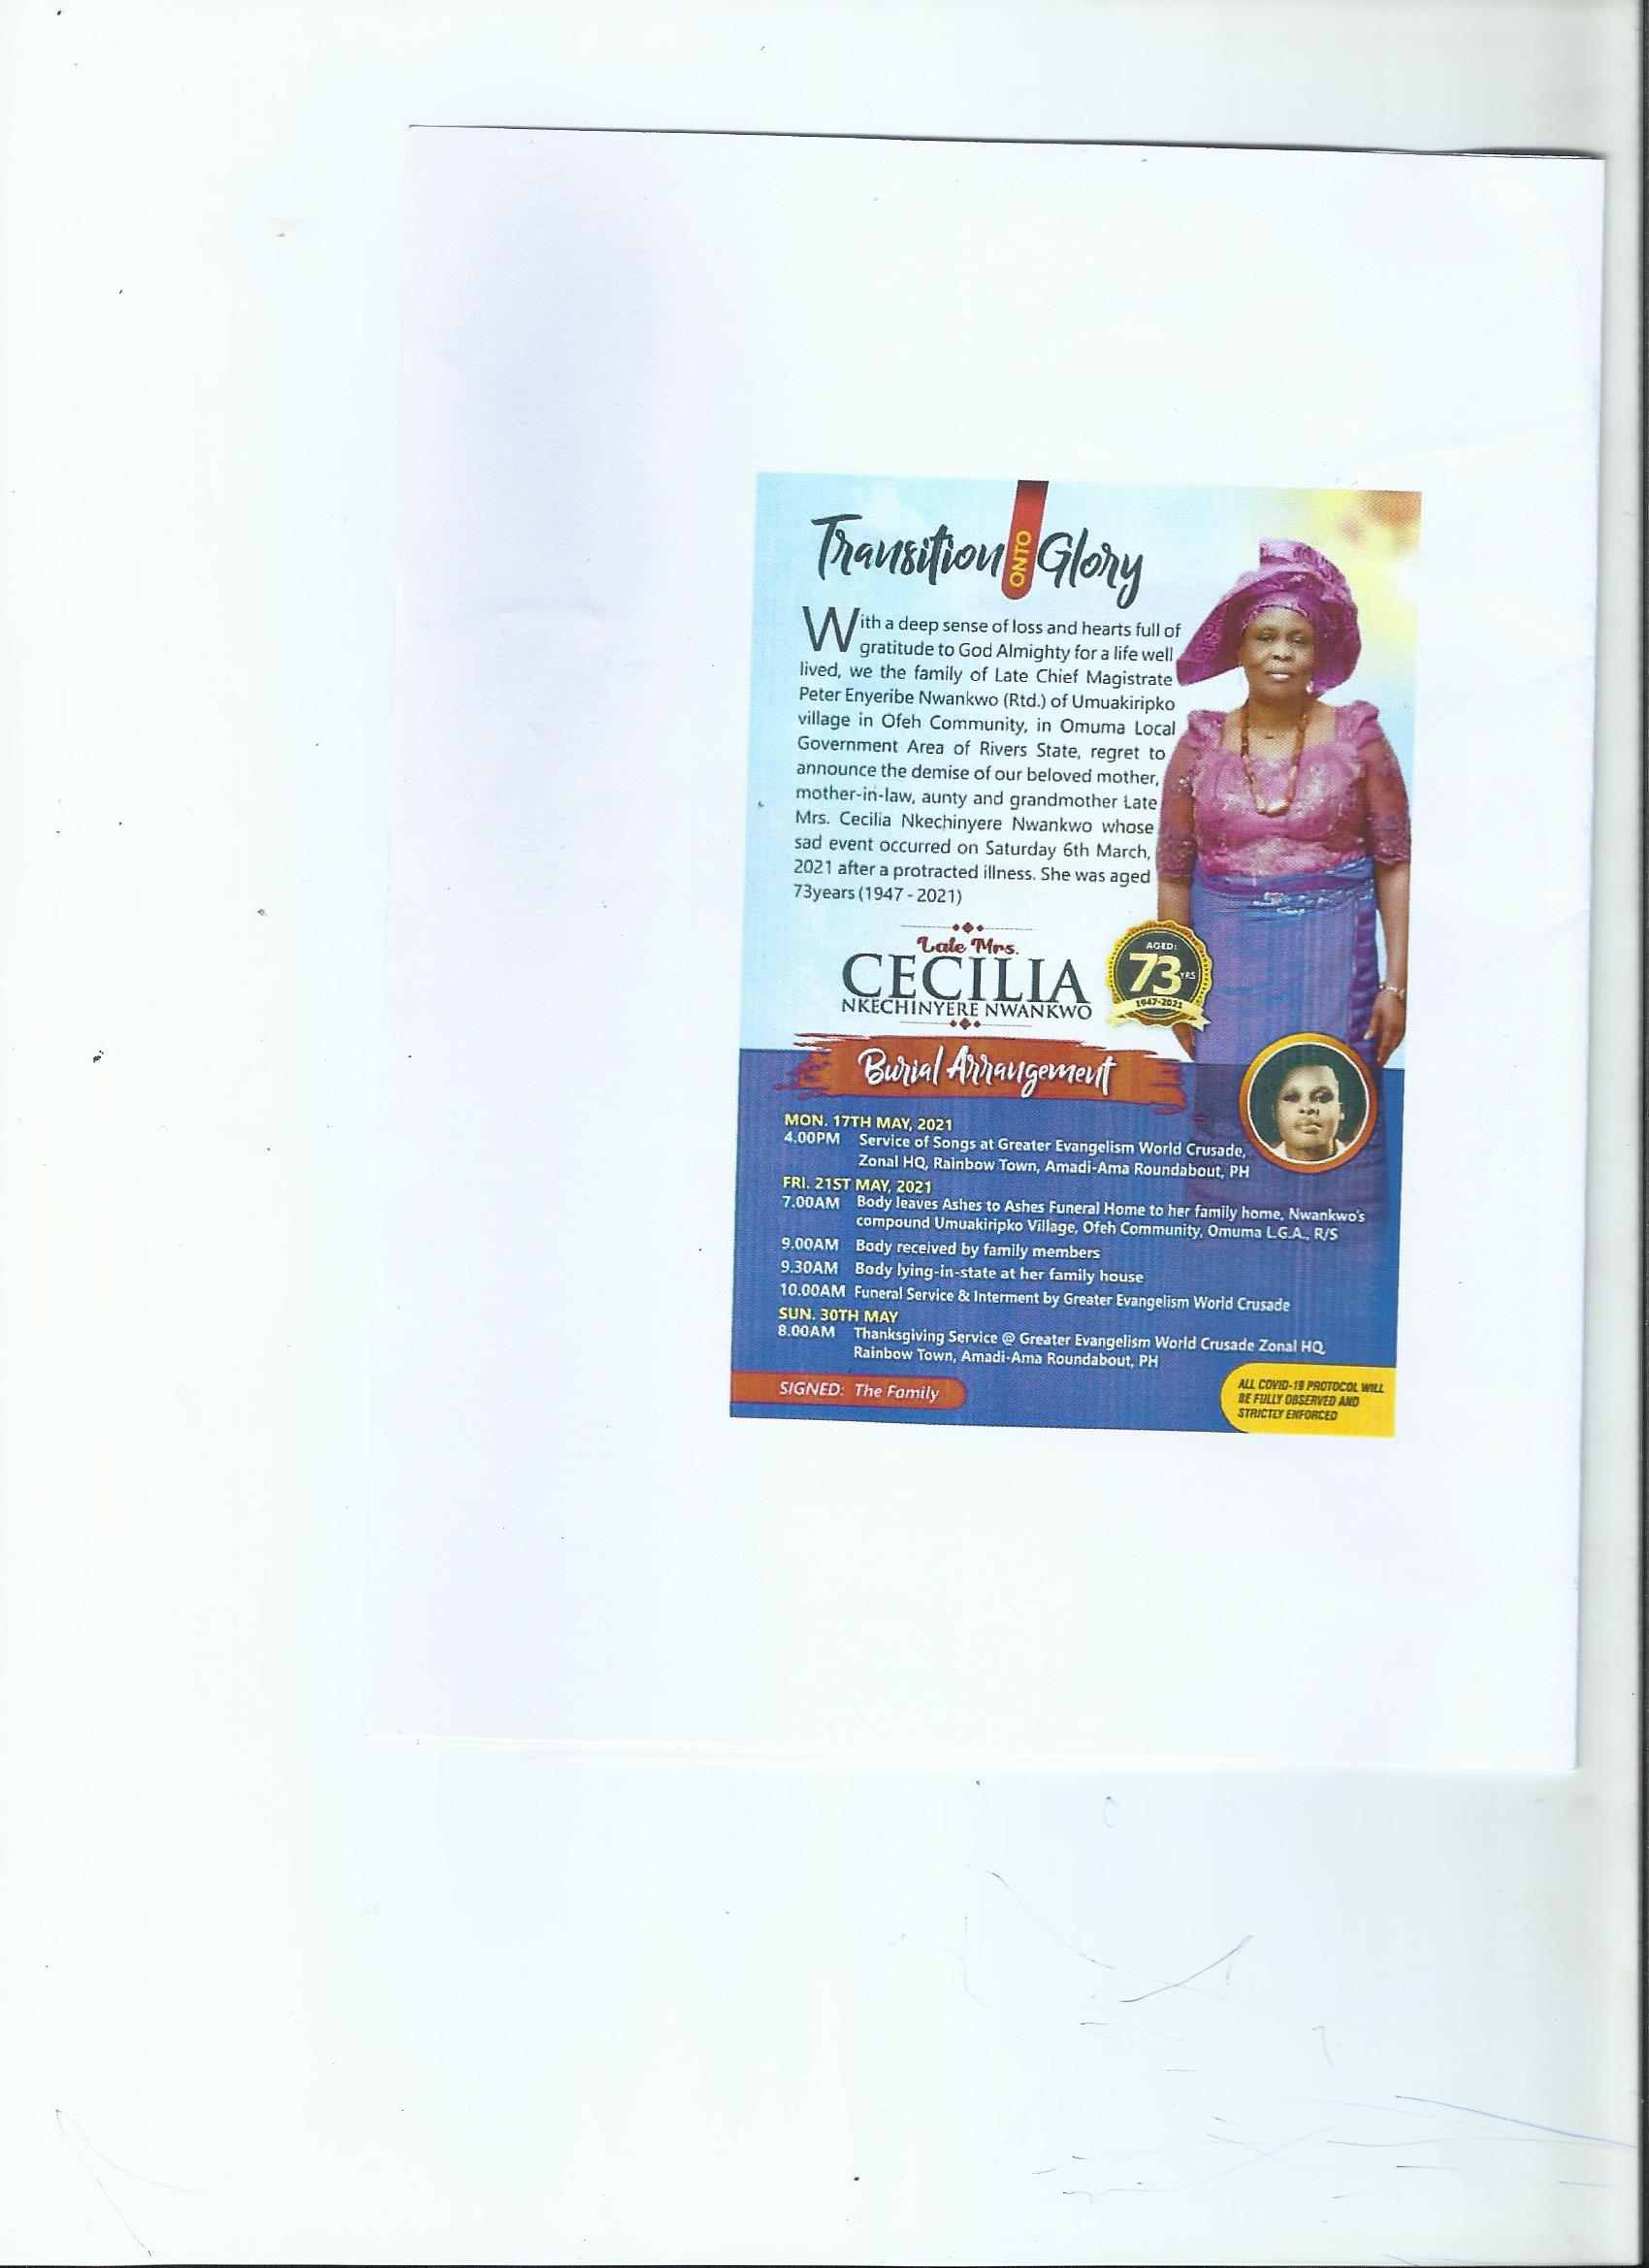 Transition ONTO Glory
With a deep sense of loss and hearts full of
gratitude to God Almighty for a life well
lived, we the family of Late Chief Magistrate
Peter Enyeribe Nwankwo (Rtd.) of Umuakiripko
village in Ofeh Community, in Omuma Local
Government Area of Rivers State, regret to
announce the demise of our beloved mother,
mother-in-law, aunty and grandmother Late
Mrs. Cecilia Nkechinyere Nwankwo whose
sad event occurred on Saturday 6th March,
2021 after a protracted illness. She was aged
73years (1947 - 2021)
Late Mrs.
CECILIA
NKECHINYERE NWANKWO
AGED:
73YRS
1947-2021
Burial Arrangement
MON. 17TH MAY, 2021
4.00PM Service of Songs at Greater Evangelism World Crusade,
Zonal HQ, Rainbow Town, Amadi-Ama Roundabout, PH
FRI. 21ST MAY, 2021
7.00AM Body leaves Ashes to Ashes Funeral Home to her family home, Nwankwo's
compound Umuakiripko Village, Ofeh Community, Omuma L.G.A., R/S
9.00AM Body received by family members
9.30AM Body lying-in-state at her family house
10.00AM Funeral Service & Interment by Greater Evangelism World Crusade
SUN. 30TH MAY
8.00AM Thanksgiving Service @ Greater Evangelism World Crusade Zonal HQ
Rainbow Town, Amadi-Ama Roundabout, PH
SIGNED: The Family
ALL COVID-19 PROTOCOL WILL
BE FULLY OBSERVED AND
STRICTLY ENFORCED